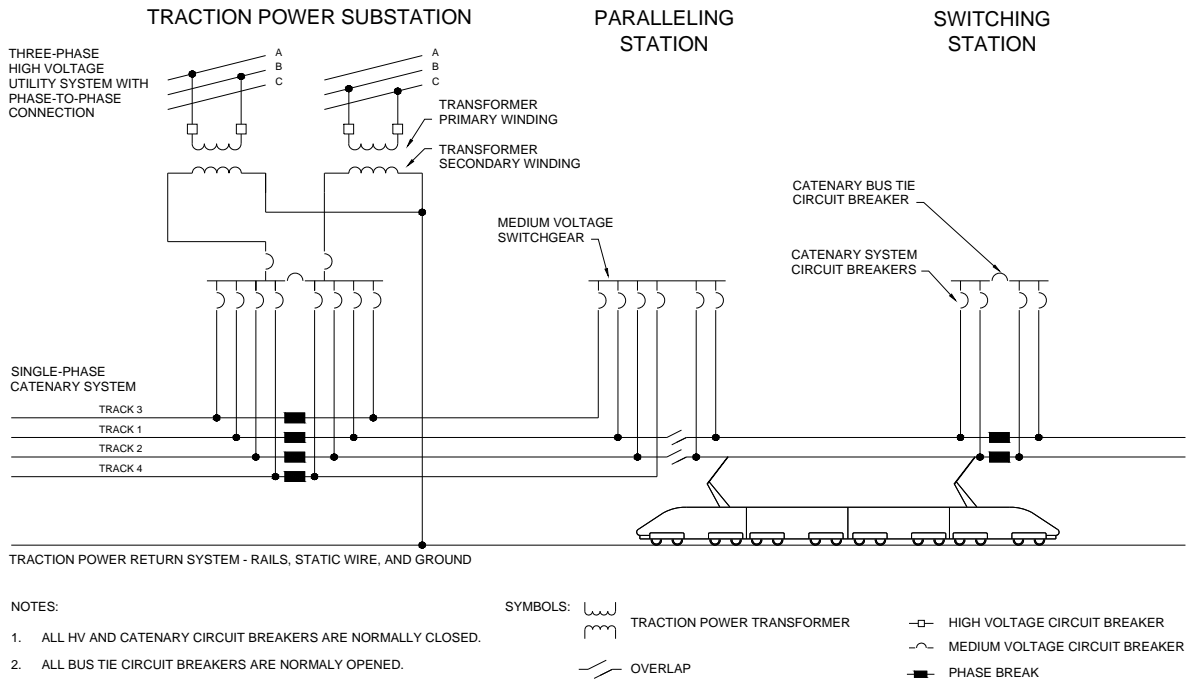 TRACTION POWER SUBSTATION
PARALLELING
STATION
SWITCHING
STATION
THREE-PHASE
HIGH VOLTAGE
UTILITY SYSTEM WITH
PHASE-TO-PHASE
CONNECTION
A
B
C
A
B
C
TRANSFORMER
PRIMARY WINDING
TRANSFORMER
SECONDARY WINDING
MEDIUM VOLTAGE
SWITCHGEAR
CATENARY BUS TIE
CIRCUIT BREAKER
CATENARY SYSTEM
CIRCUIT BREAKERS
SINGLE-PHASE
CATENARY SYSTEM
TRACK 3
TRACK 1
TRACK 2
TRACK 4
TRACTION POWER RETURN SYSTEM - RAILS, STATIC WIRE, AND GROUND
NOTES:
1. ALL HV AND CATENARY CIRCUIT BREAKERS ARE NORMALLY CLOSED.
2. ALL BUS TIE CIRCUIT BREAKERS ARE NORMALY OPENED.
SYMBOLS:
TRACTION POWER TRANSFORMER
OVERLAP
HIGH VOLTAGE CIRCUIT BREAKER
MEDIUM VOLTAGE CIRCUIT BREAKER
PHASE BREAK